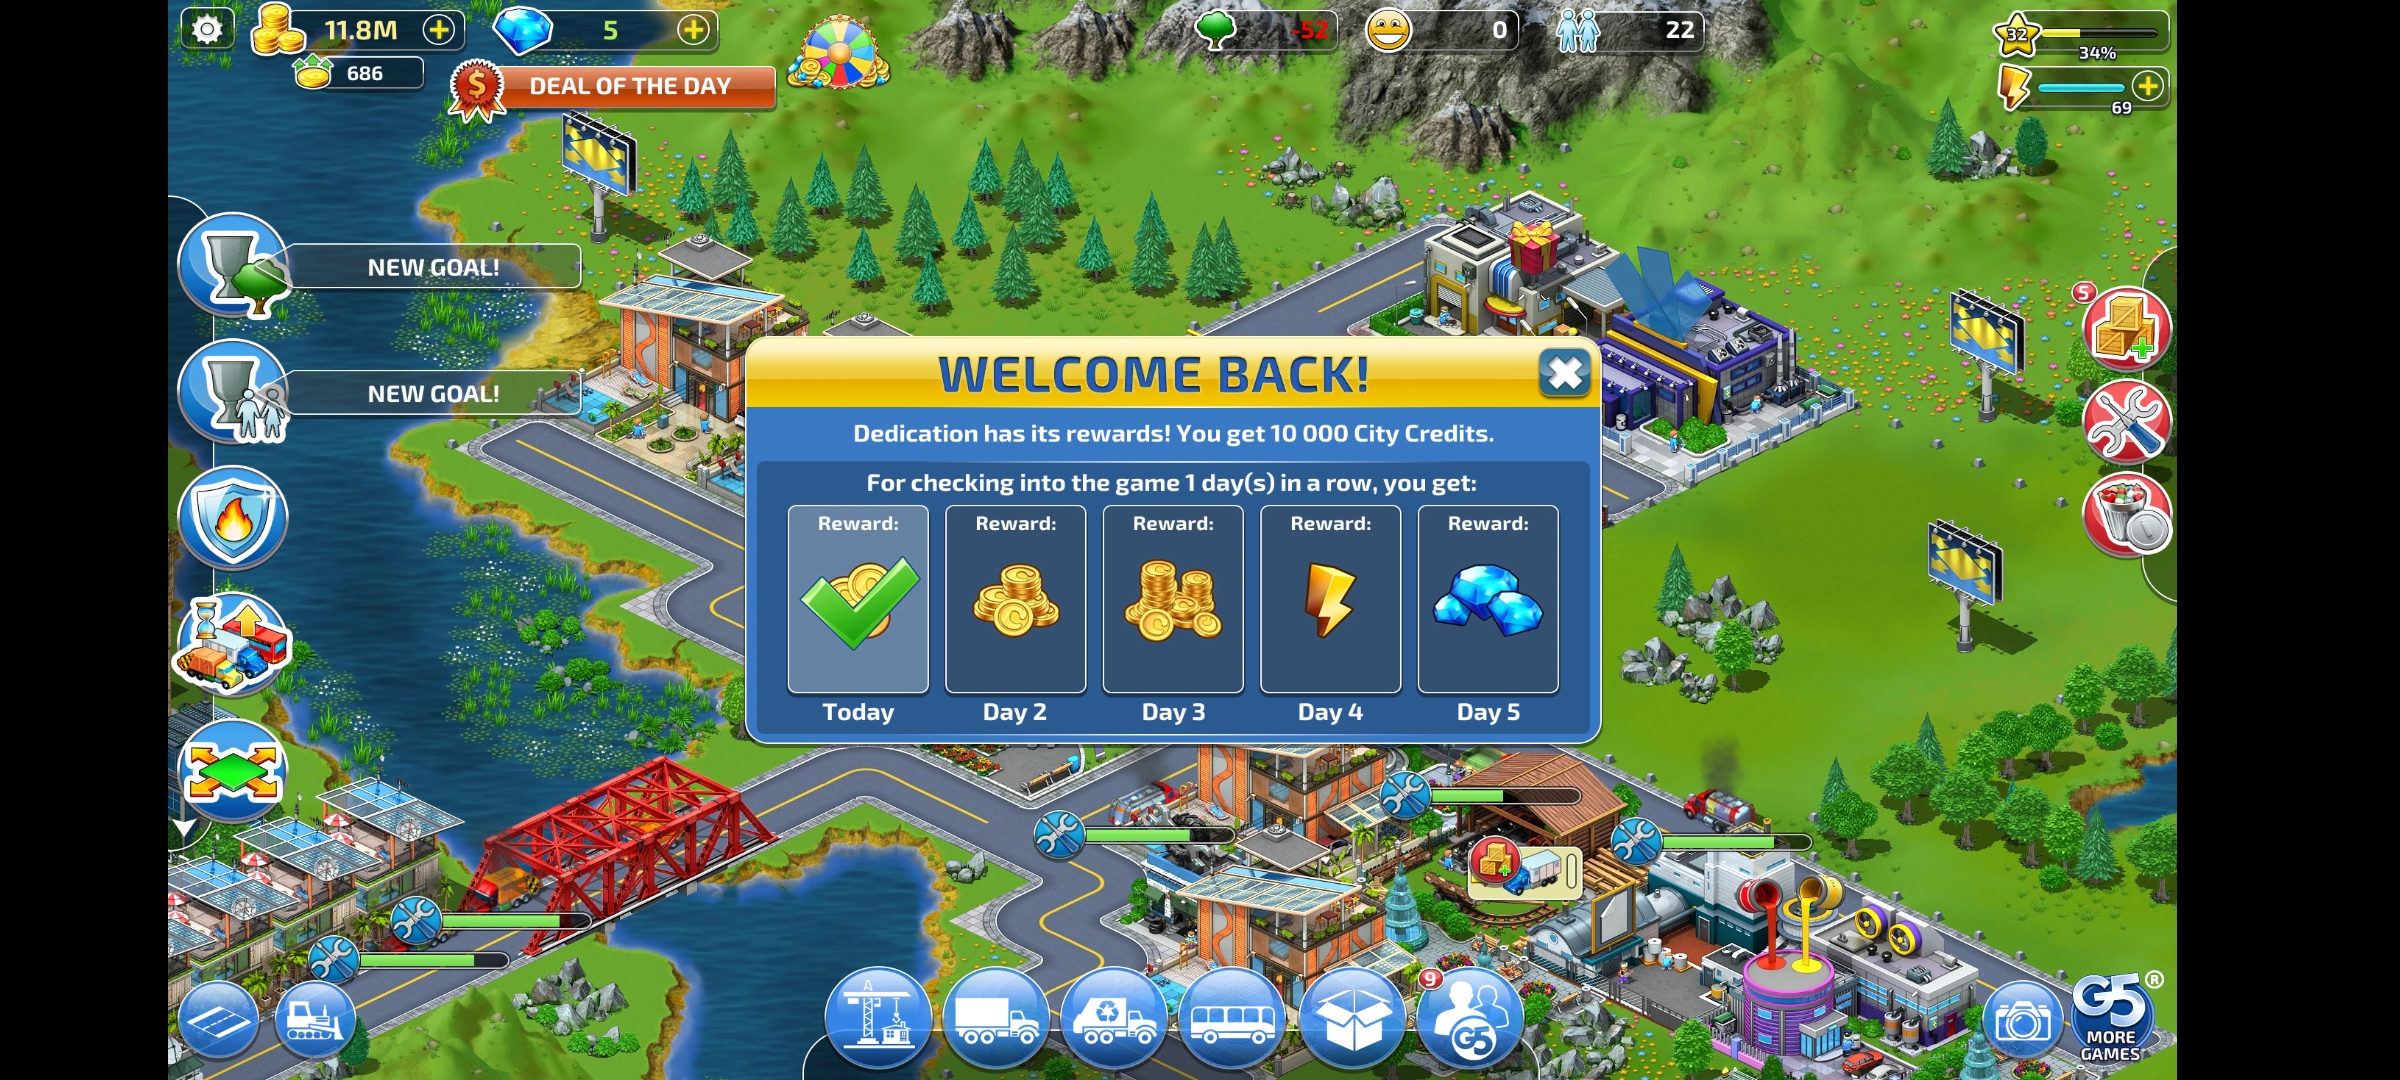 11.8M
5
-52
0
22
32
34%
686
DEAL OF THE DAY
69
NEW GOAL!
NEW GOAL!
5
WELCOME BACK!
Dedication has its rewards! You get 10 000 City Credits.
For checking into the game 1 day(s) in a row, you get:
Reward: Reward: Reward: Reward: Reward:
Today Day 2 Day 3 Day 4 Day 5
9
G5
G5®
MORE
GAMES